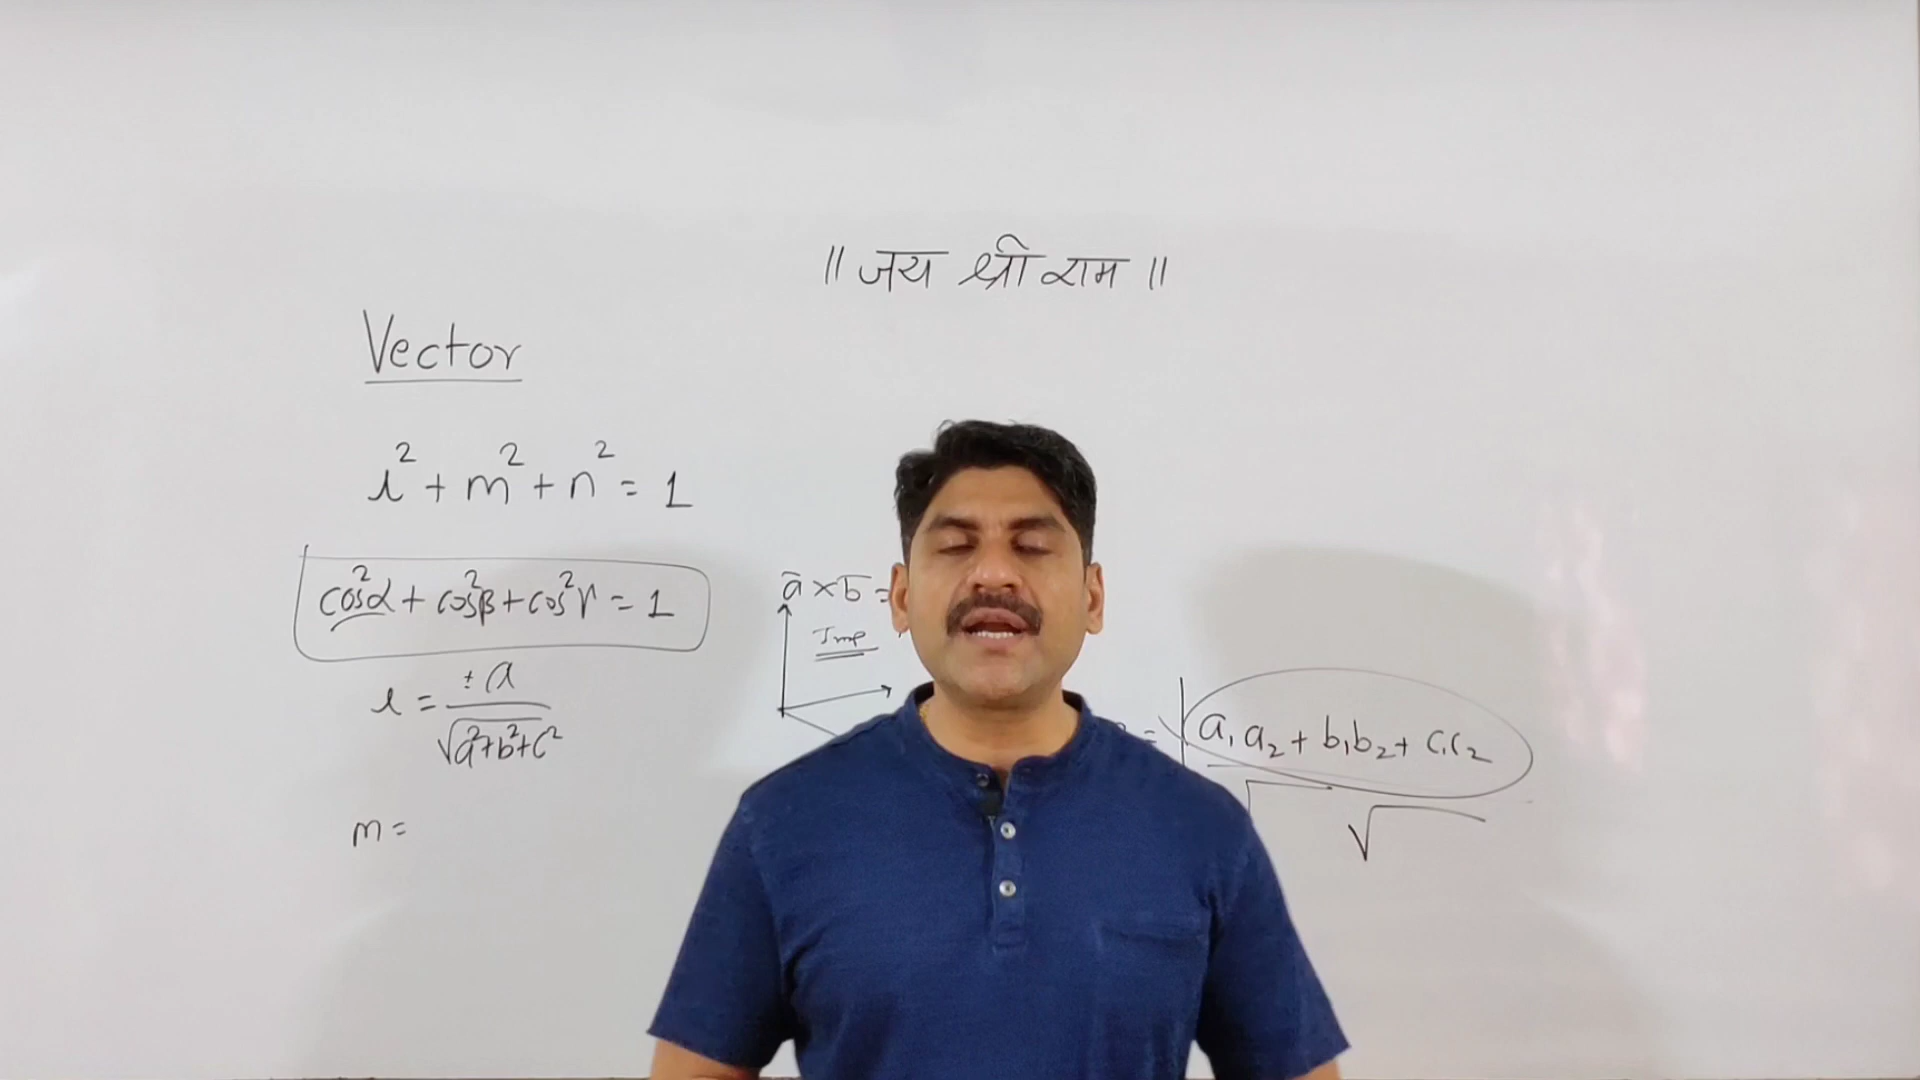 ॥ जय श्री राम ॥
Vector
l² + m² + n² = 1
cos²α + cos²β + cos²γ = 1
l = ± a / √a²+b²+c²
m =
a̅ × b̅ =
Imp
= | a₁a₂ + b₁b₂ + c₁c₂
√ √